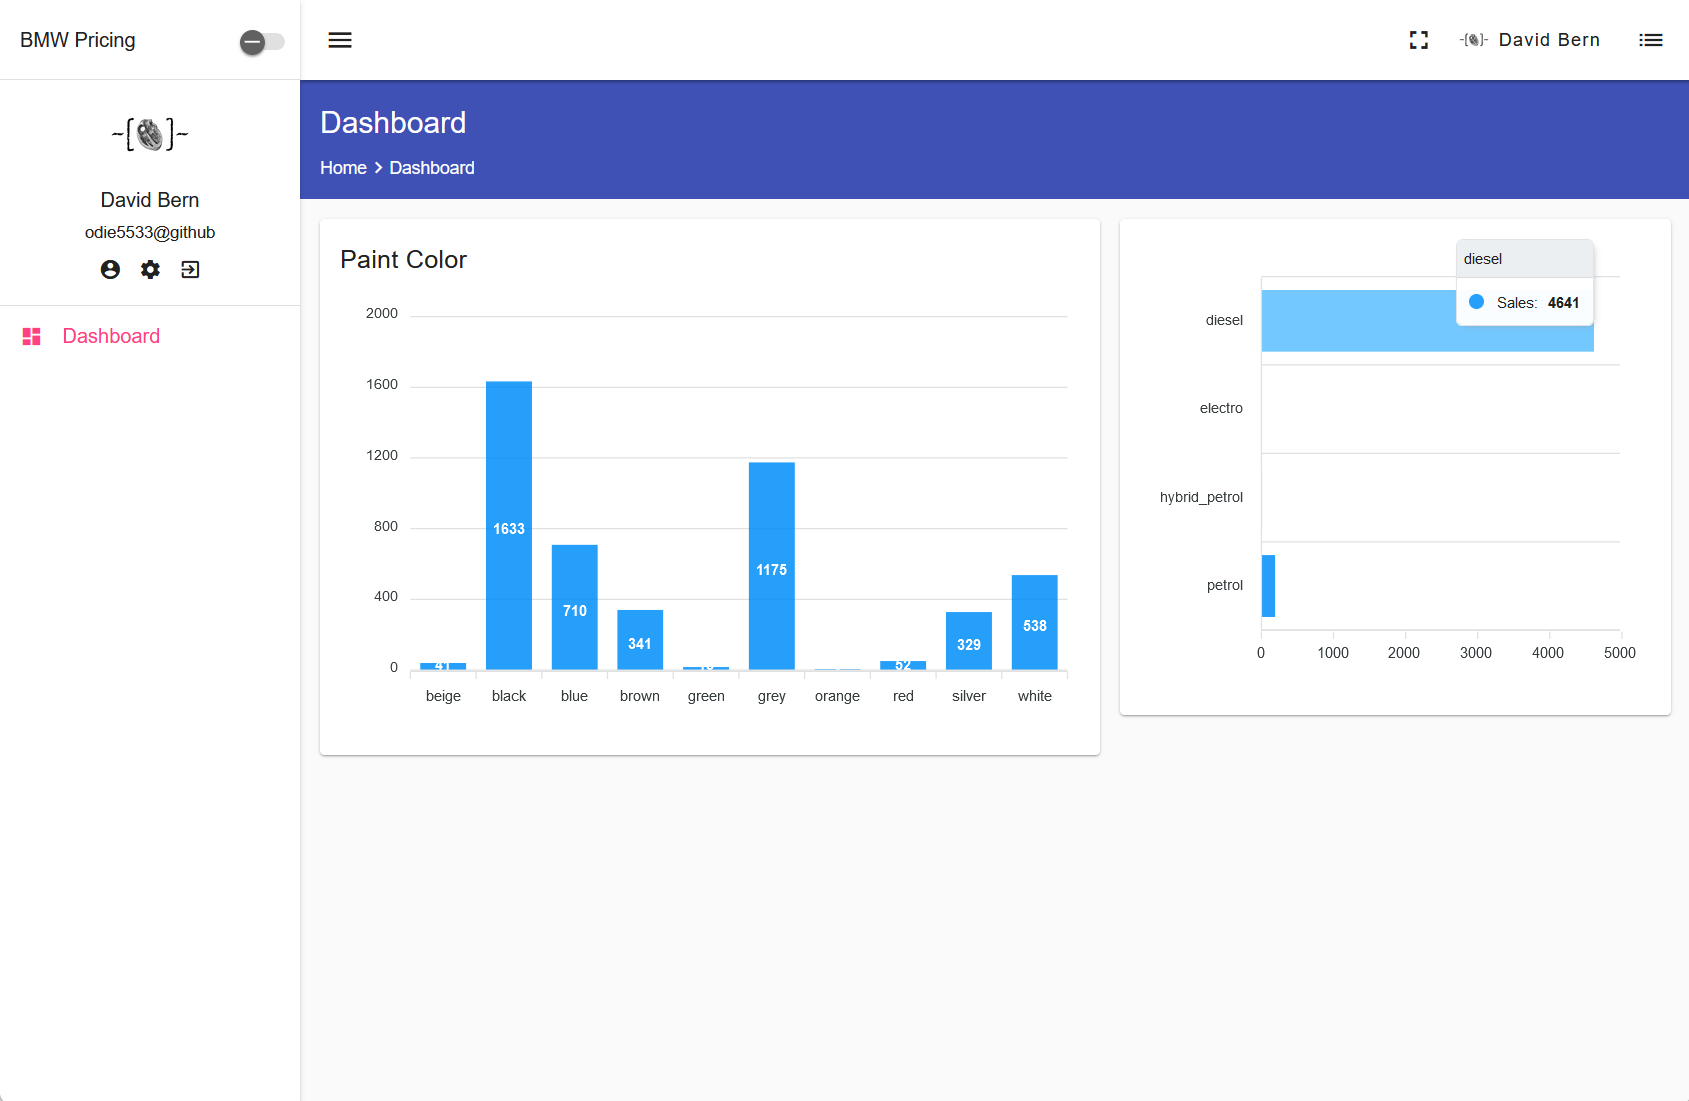 BMW Pricing
David Bern
David Bern
odie5533@github
Dashboard
Dashboard
Home > Dashboard
Paint Color
2000
1600
1200
800
400
0
41
1633
710
341
1175
52
329
538
beige
black
blue
brown
green
grey
orange
red
silver
white
diesel
Sales: 4641
diesel
electro
hybrid_petrol
petrol
0
1000
2000
3000
4000
5000